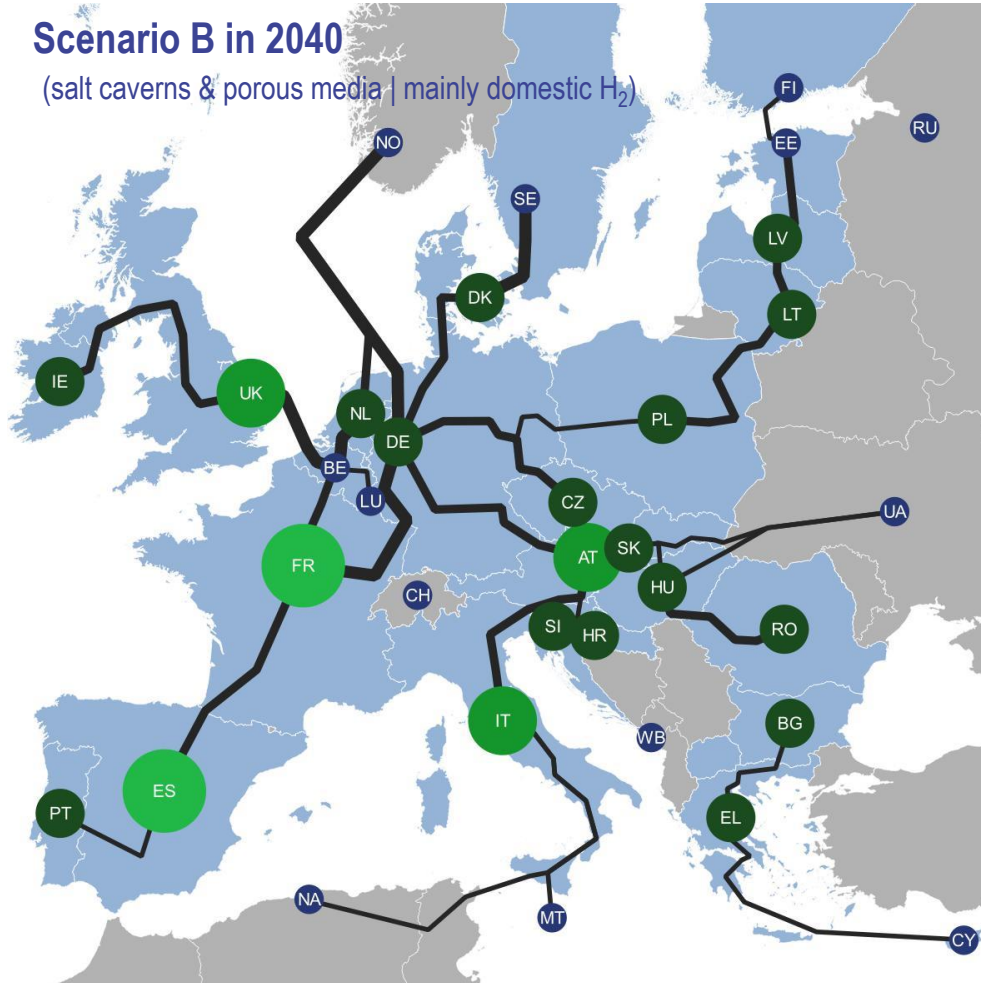 Scenario B in 2040
(salt caverns & porous media | mainly domestic H₂)
FI
RU
NO
EE
SE
LV
DK
LT
IE
UK
NL
PL
DE
BE
LU
CZ
UA
SK
AT
FR
HU
CH
SI
HR
RO
IT
BG
WB
ES
PT
EL
NA
MT
CY